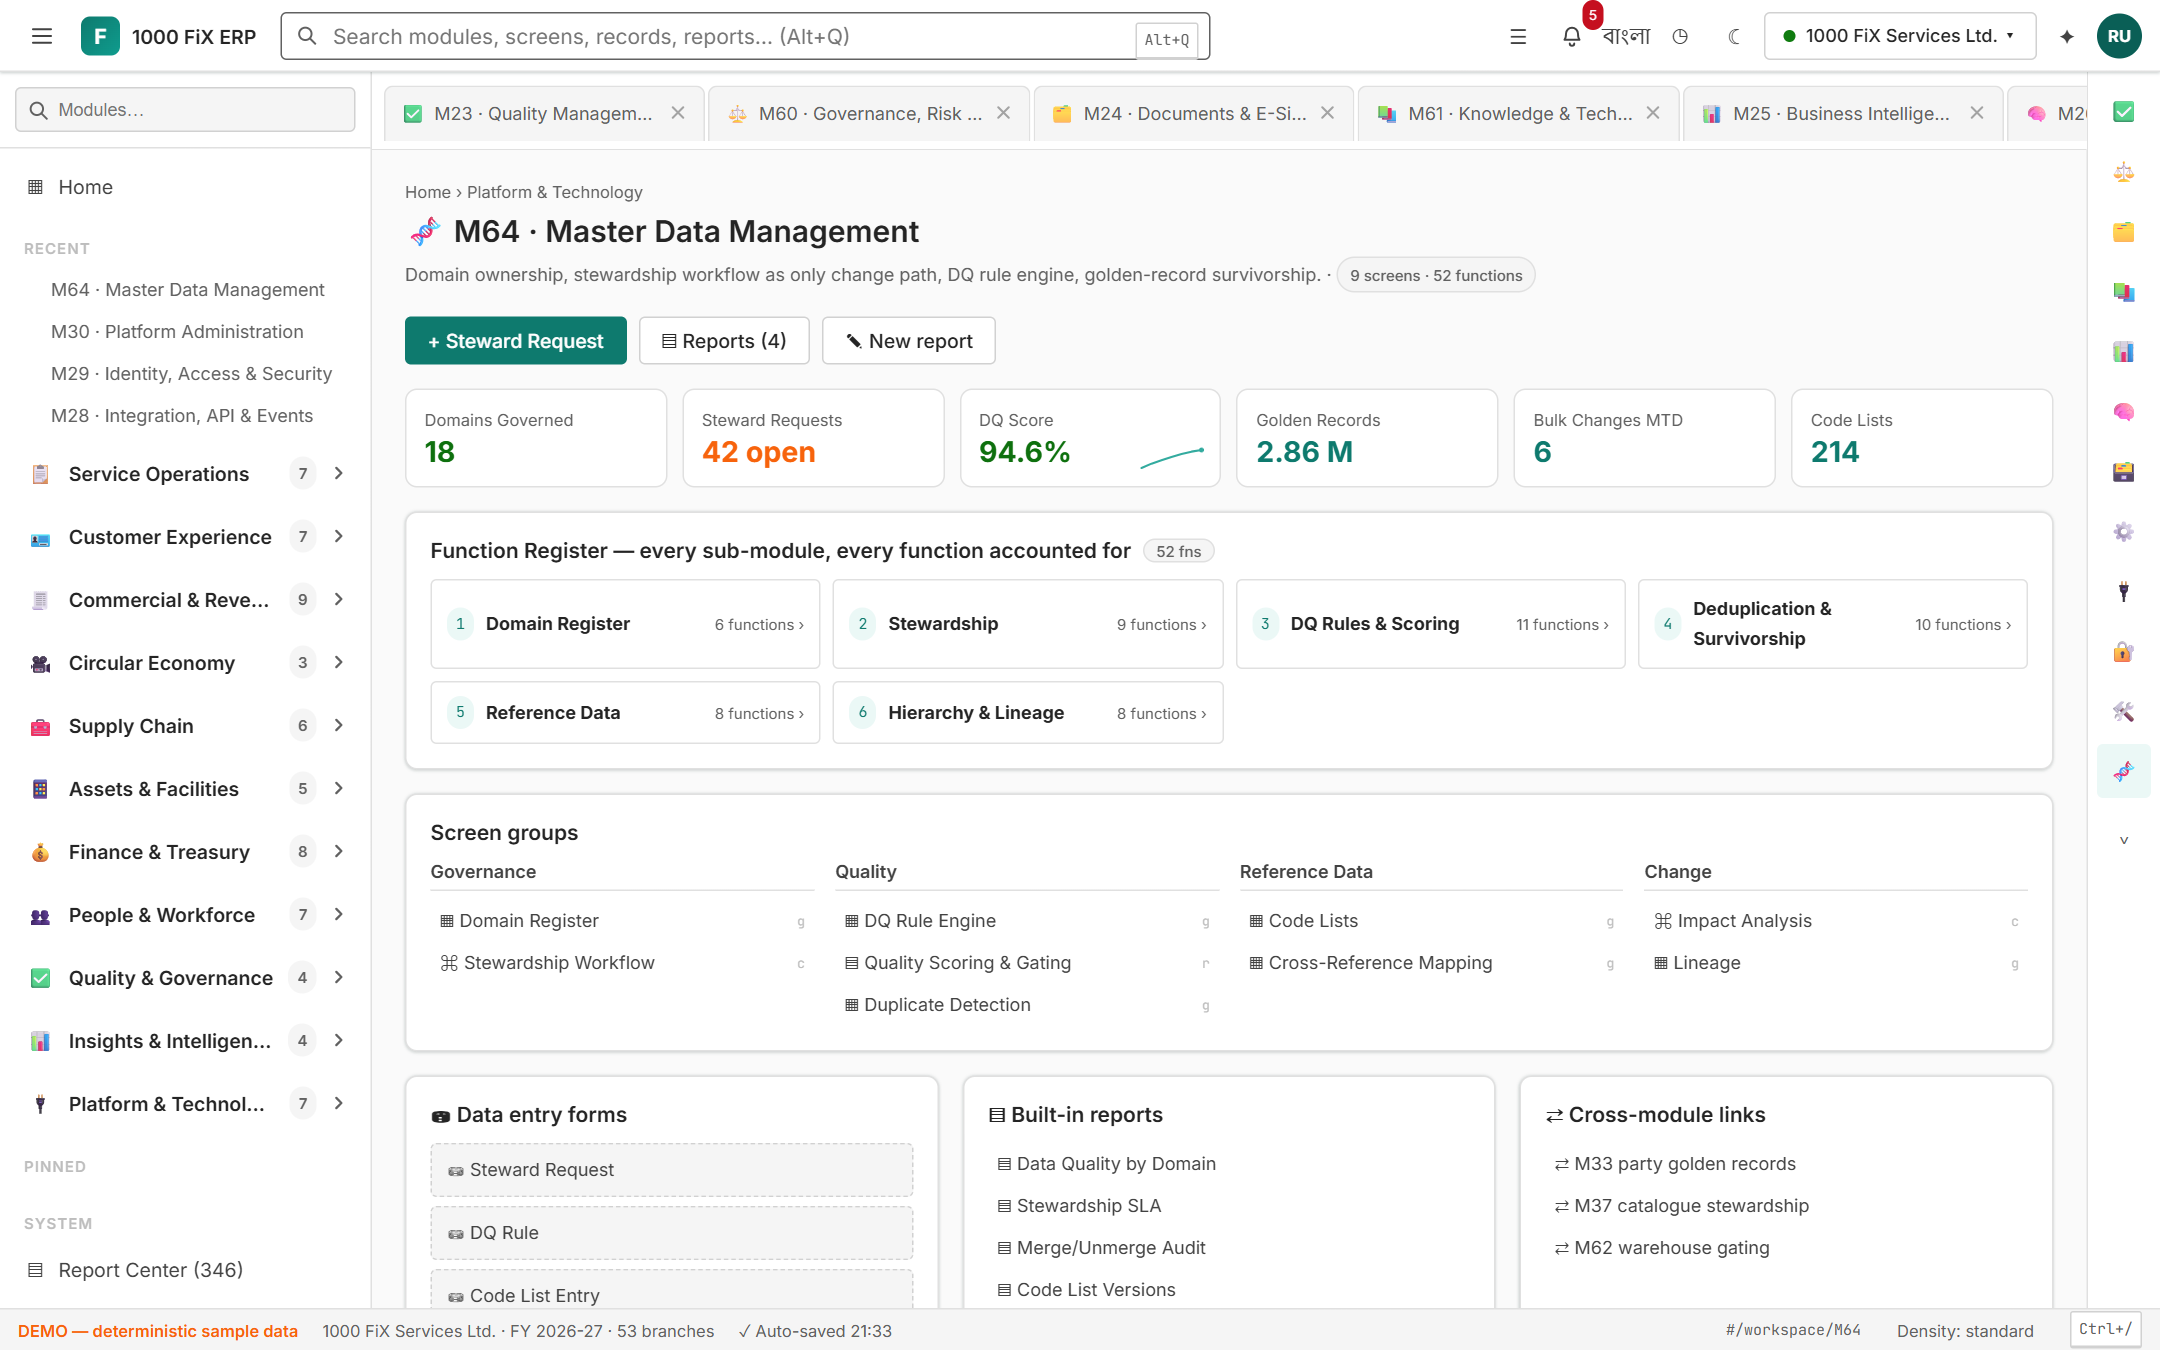 F 1000 FiX ERP
Search modules, screens, records, reports... (Alt+Q) Alt+Q
5
বাংলা
1000 FiX Services Ltd. ▾
RU
Modules...
Home
RECENT
M64 · Master Data Management
M30 · Platform Administration
M29 · Identity, Access & Security
M28 · Integration, API & Events
Service Operations 7
Customer Experience 7
Commercial & Reve... 9
Circular Economy 3
Supply Chain 6
Assets & Facilities 5
Finance & Treasury 8
People & Workforce 7
Quality & Governance 4
Insights & Intelligen... 4
Platform & Technol... 7
PINNED
SYSTEM
Report Center (346)
M23 · Quality Managem...
M60 · Governance, Risk ...
M24 · Documents & E-Si...
M61 · Knowledge & Tech...
M25 · Business Intellige...
Home › Platform & Technology
M64 · Master Data Management
Domain ownership, stewardship workflow as only change path, DQ rule engine, golden-record survivorship. · 9 screens · 52 functions
+ Steward Request
Reports (4)
New report
Domains Governed
18
Steward Requests
42 open
DQ Score
94.6%
Golden Records
2.86 M
Bulk Changes MTD
6
Code Lists
214
Function Register — every sub-module, every function accounted for 52 fns
1 Domain Register 6 functions ›
2 Stewardship 9 functions ›
3 DQ Rules & Scoring 11 functions ›
4 Deduplication & Survivorship 10 functions ›
5 Reference Data 8 functions ›
6 Hierarchy & Lineage 8 functions ›
Screen groups
Governance
Domain Register g
⌘ Stewardship Workflow c
Quality
DQ Rule Engine g
Quality Scoring & Gating r
Duplicate Detection g
Reference Data
Code Lists g
Cross-Reference Mapping g
Change
⌘ Impact Analysis c
Lineage g
Data entry forms
Steward Request
DQ Rule
Code List Entry
Built-in reports
Data Quality by Domain
Stewardship SLA
Merge/Unmerge Audit
Code List Versions
⇄ Cross-module links
⇄ M33 party golden records
⇄ M37 catalogue stewardship
⇄ M62 warehouse gating
DEMO — deterministic sample data
1000 FiX Services Ltd. · FY 2026-27 · 53 branches
✓ Auto-saved 21:33
#/workspace/M64
Density: standard
Ctrl+/